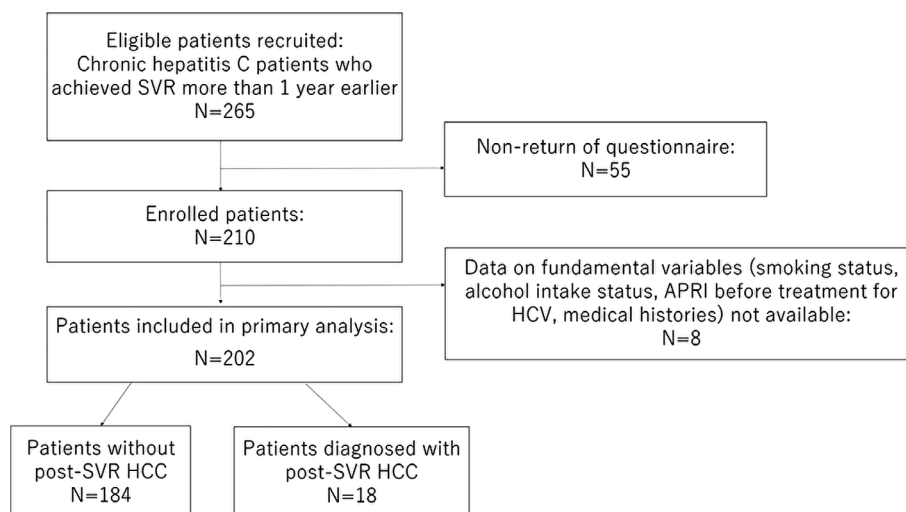 Eligible patients recruited:
Chronic hepatitis C patients who
achieved SVR more than 1 year earlier
N=265
Non-return of questionnaire:
N=55
Enrolled patients:
N=210
Data on fundamental variables (smoking status,
alcohol intake status, APRI before treatment for
HCV, medical histories) not available:
N=8
Patients included in primary analysis:
N=202
Patients without
post-SVR HCC
N=184
Patients diagnosed with
post-SVR HCC
N=18